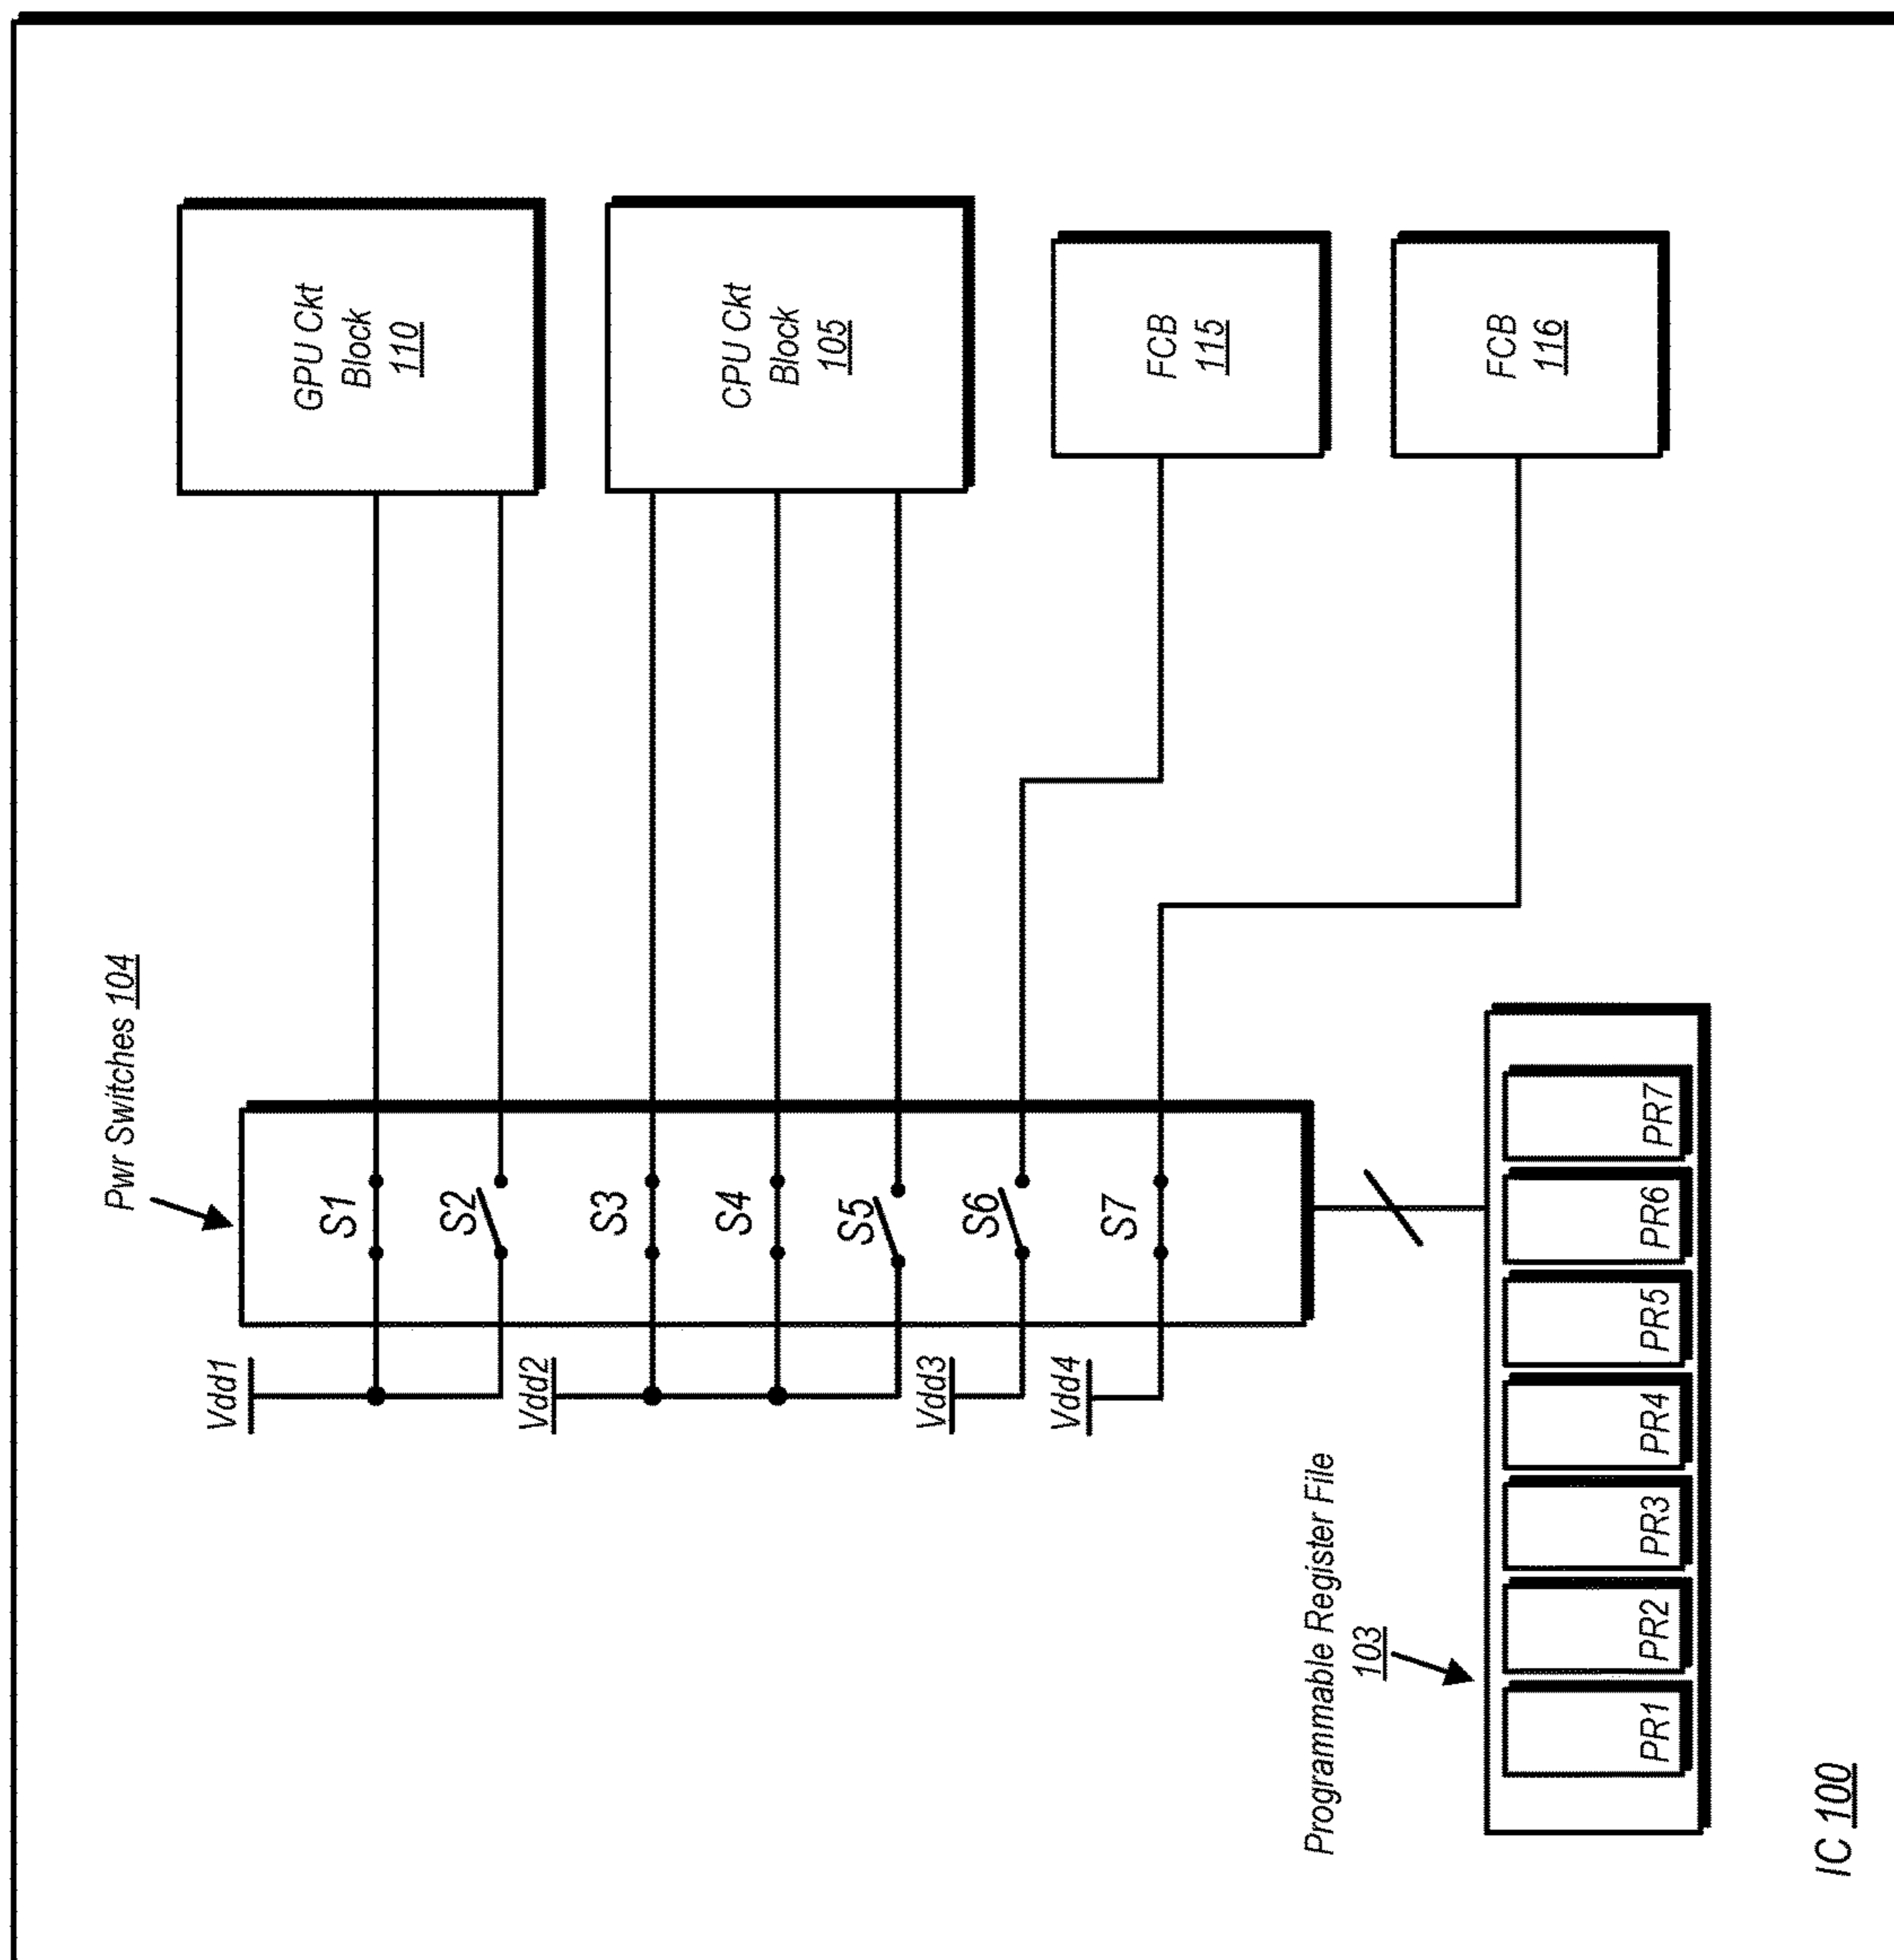 Pwr Switches 104
Vdd1
S1
S2
GPU Ckt
Block
110
Vdd2
S3
S4
S5
CPU Ckt
Block
105
Vdd3
S6
FCB
115
Vdd4
S7
FCB
116
Programmable Register File
103
PR1
PR2
PR3
PR4
PR5
PR6
PR7
IC 100